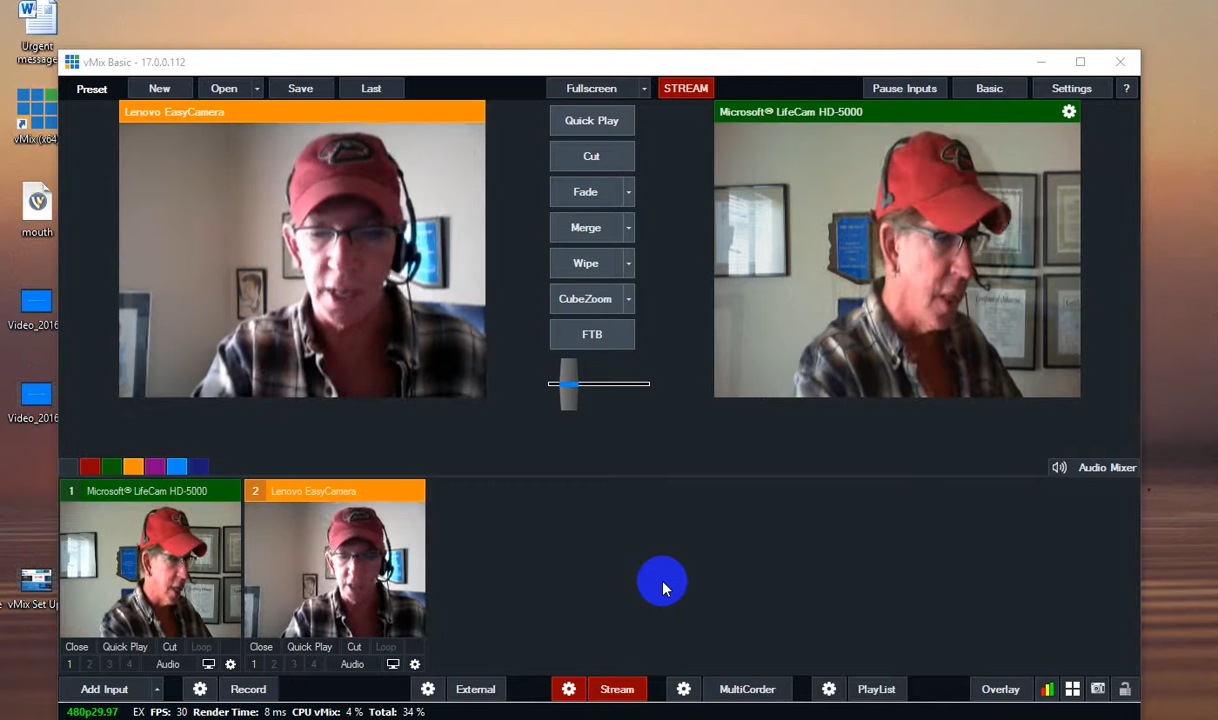 Urgent
message
vMix (x64
mouth
Video_2016
Video_2016
vMix Set Up
vMix Basic - 17.0.0.112
Preset New Open Save Last Fullscreen STREAM Pause Inputs Basic Settings ?
Lenovo EasyCamera
Microsoft® LifeCam HD-5000
Quick Play
Cut
Fade
Merge
Wipe
CubeZoom
FTB
Audio Mixer
1 Microsoft® LifeCam HD-5000
2 Lenovo EasyCamera
Close Quick Play Cut Loop
1 2 3 4 Audio
Close Quick Play Cut Loop
1 2 3 4 Audio
Add Input Record External Stream MultiCorder PlayList Overlay
480p29.97 EX FPS: 30 Render Time: 8 ms CPU vMix: 4 % Total: 34 %